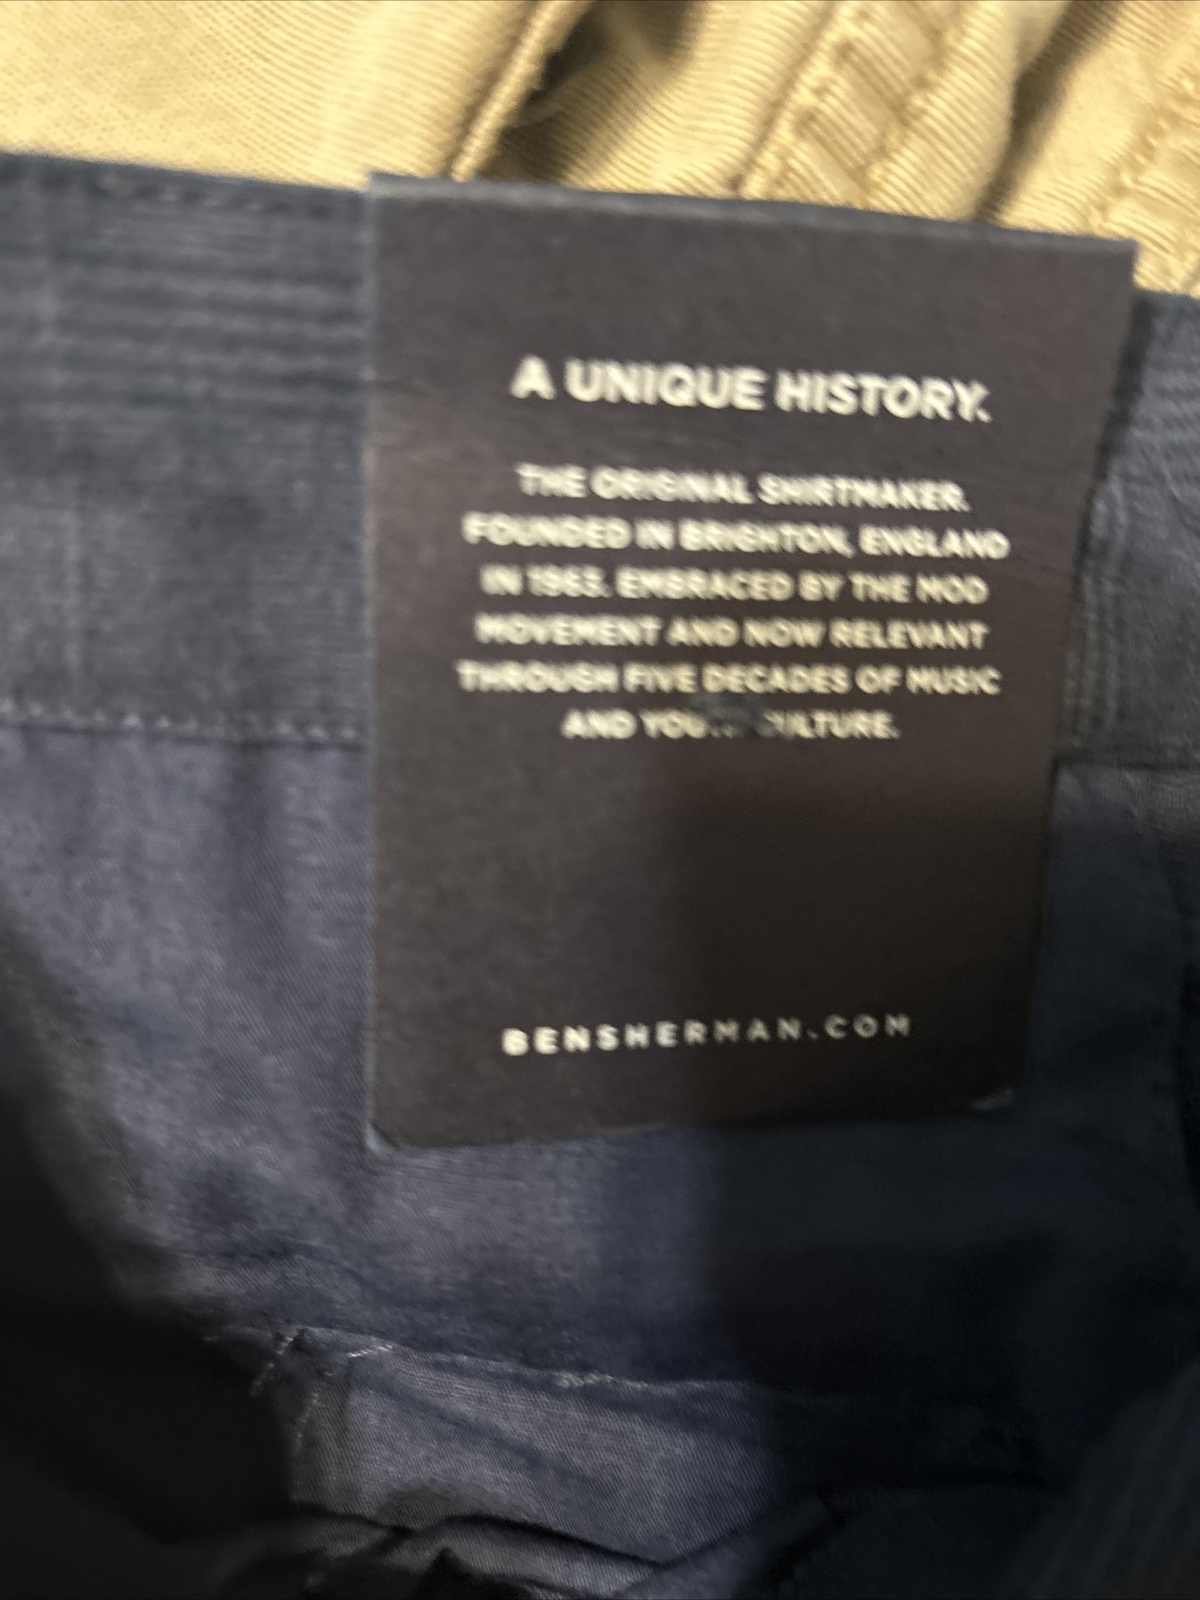 A UNIQUE HISTORY.
THE ORIGINAL SHIRTMAKER.
FOUNDED IN BRIGHTON, ENGLAND
IN 1963. EMBRACED BY THE MOD
MOVEMENT AND NOW RELEVANT
THROUGH FIVE DECADES OF MUSIC
AND
BENSHERMAN.COM